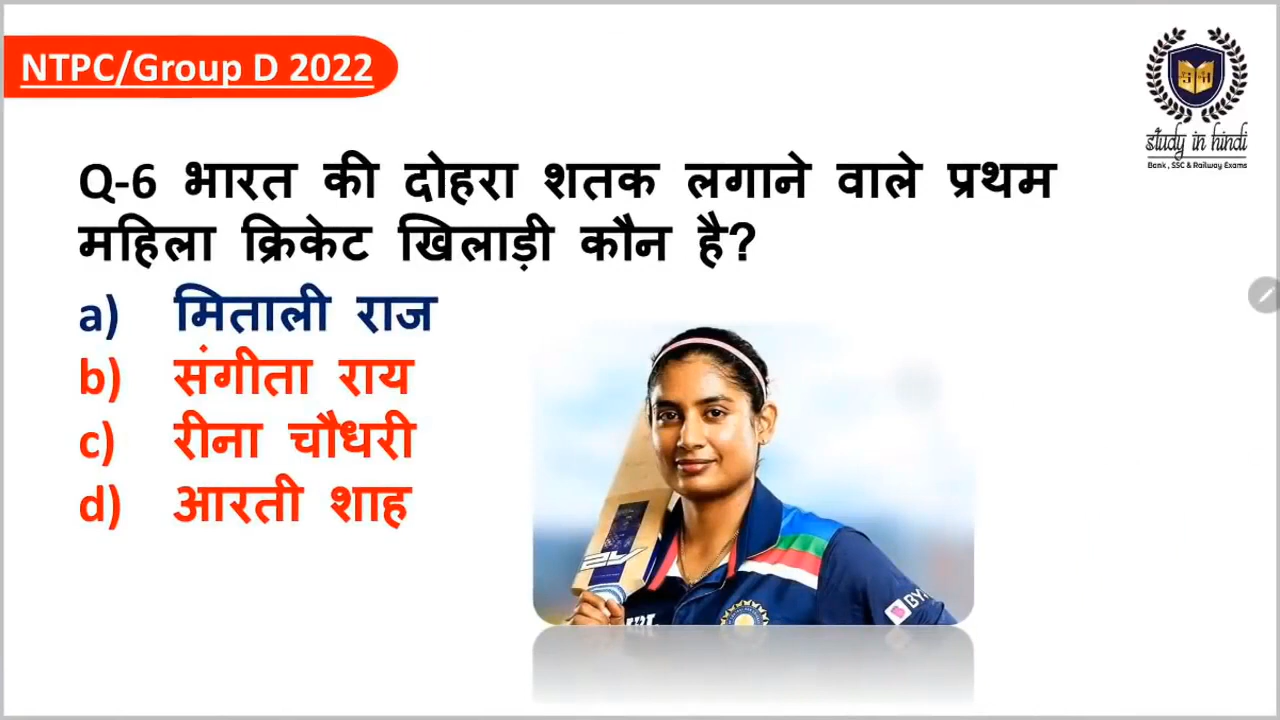 NTPC/Group D 2022
Q-6 भारत की दोहरा शतक लगाने वाले प्रथम
महिला क्रिकेट खिलाड़ी कौन है?
a) मिताली राज
b) संगीता राय
c) रीना चौधरी
d) आरती शाह
study in hindi
Bank , SSC & Railway Exams